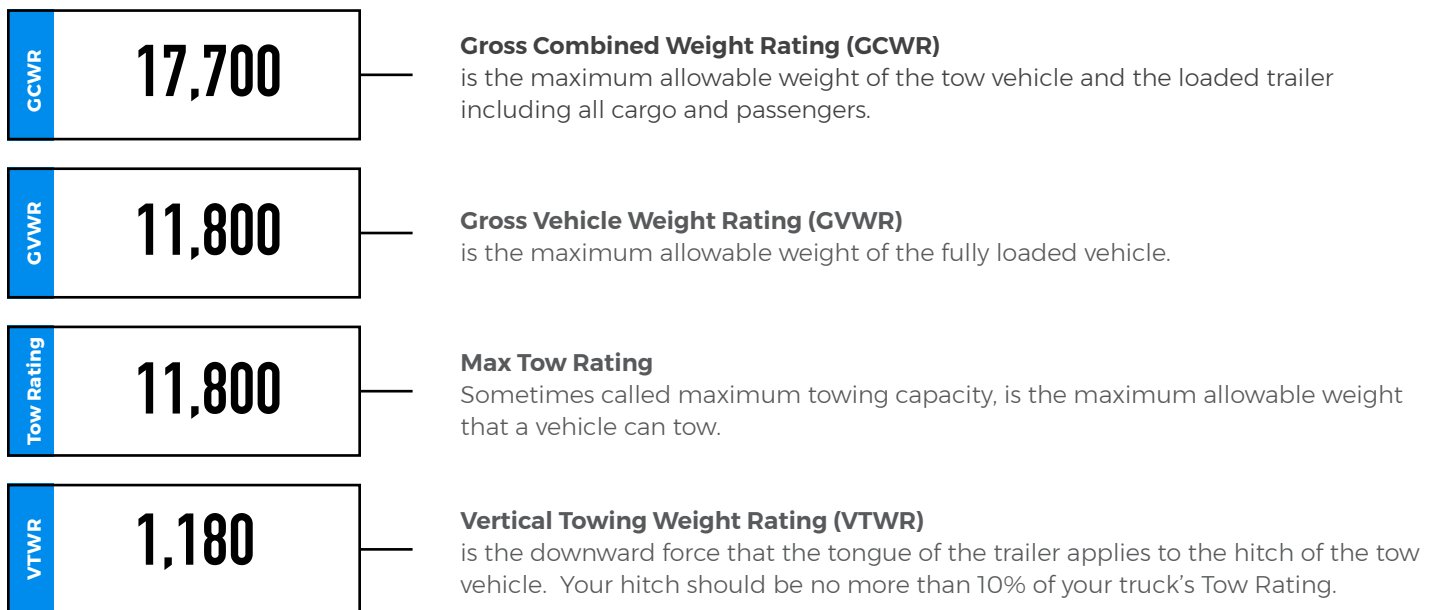 GCWR
17,700
Gross Combined Weight Rating (GCWR)
is the maximum allowable weight of the tow vehicle and the loaded trailer
including all cargo and passengers.
GVWR
11,800
Gross Vehicle Weight Rating (GVWR)
is the maximum allowable weight of the fully loaded vehicle.
Tow Rating
11,800
Max Tow Rating
Sometimes called maximum towing capacity, is the maximum allowable weight
that a vehicle can tow.
VTWR
1,180
Vertical Towing Weight Rating (VTWR)
is the downward force that the tongue of the trailer applies to the hitch of the tow
vehicle.  Your hitch should be no more than 10% of your truck’s Tow Rating.